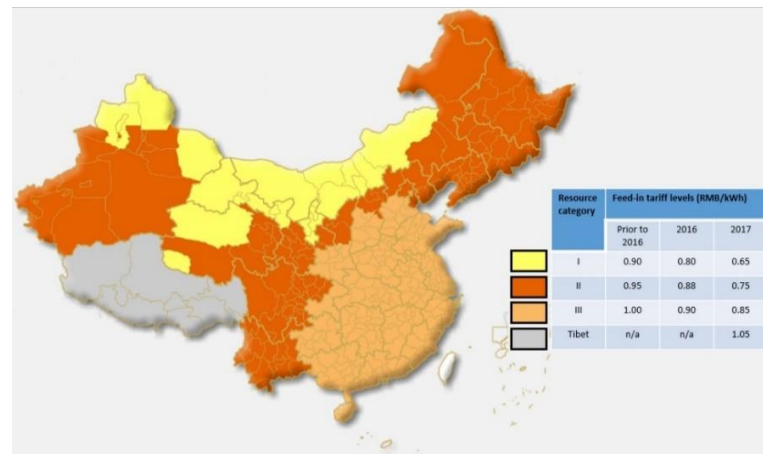 Resource category Feed-in tariff levels (RMB/kWh)
Prior to 2016 2016 2017
I 0.90 0.80 0.65
II 0.95 0.88 0.75
III 1.00 0.90 0.85
Tibet n/a n/a 1.05